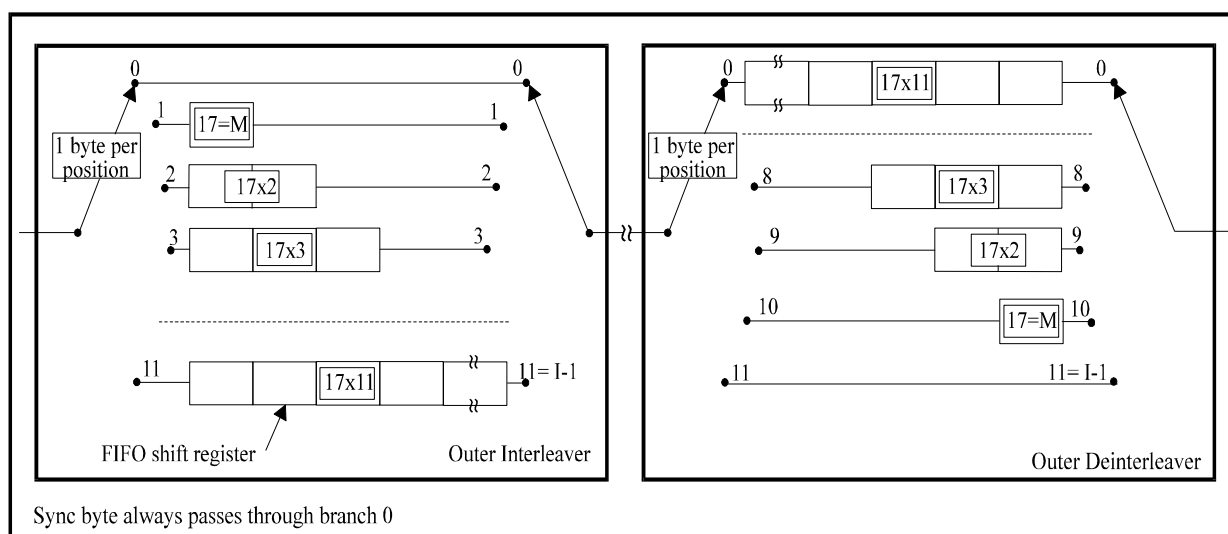 0
0
1
17=M
1
1 byte per
position
2
17x2
2
3
17x3
3
11
17x11
11= I-1
FIFO shift register
Outer Interleaver
0
17x11
0
1 byte per
position
8
17x3
8
9
17x2
9
10
17=M
10
11
11= I-1
Outer Deinterleaver
Sync byte always passes through branch 0